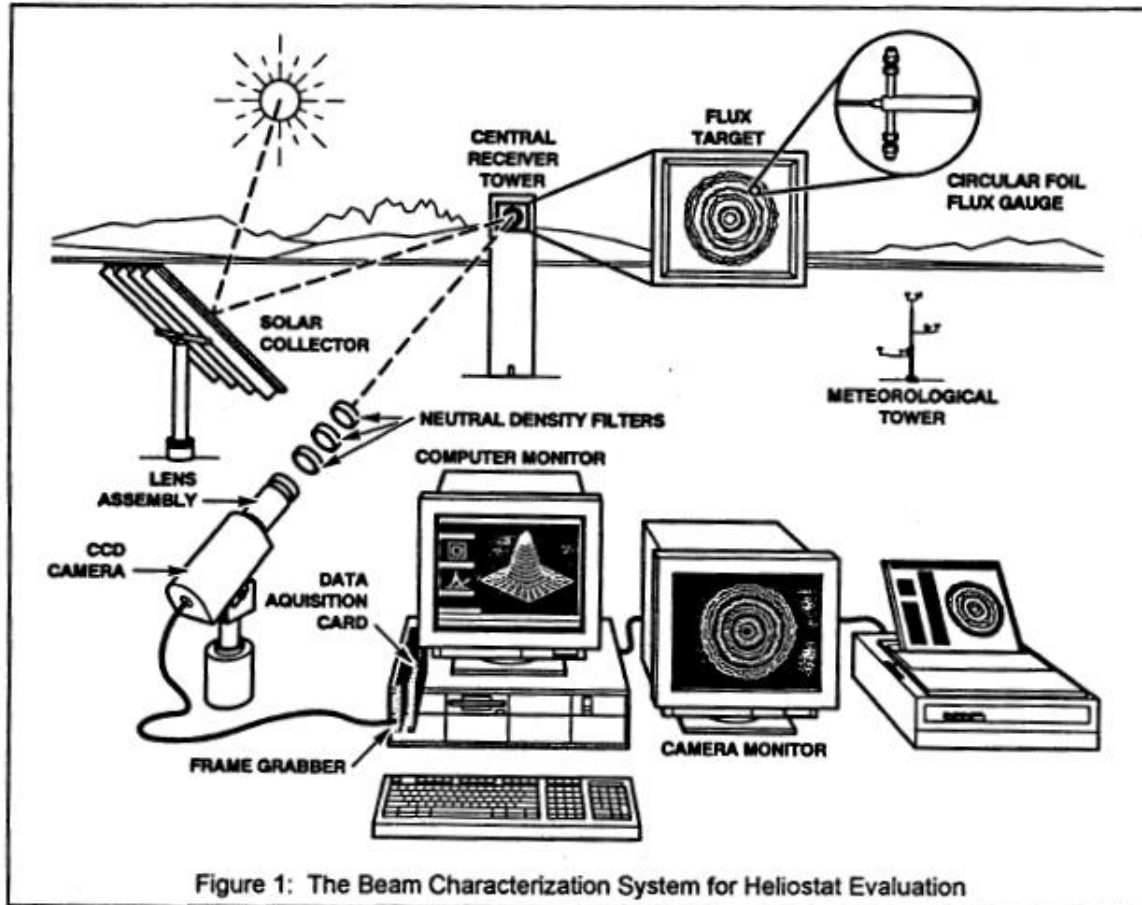 CENTRAL
RECEIVER
TOWER
FLUX
TARGET
CIRCULAR FOIL
FLUX GAUGE
SOLAR
COLLECTOR
METEOROLOGICAL
TOWER
NEUTRAL DENSITY FILTERS
COMPUTER MONITOR
LENS
ASSEMBLY
CCD
CAMERA
DATA
AQUISITION
CARD
FRAME GRABBER
CAMERA MONITOR
Figure 1: The Beam Characterization System for Heliostat Evaluation